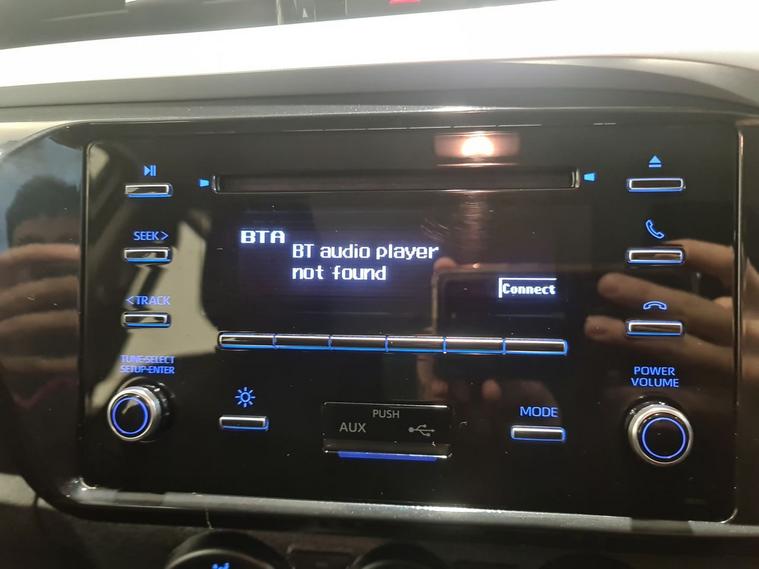 SEEK>
<TRACK
TUNE•SELECT
SETUP•ENTER
BTA
BT audio player
not found
Connect
PUSH
AUX
MODE
POWER
VOLUME